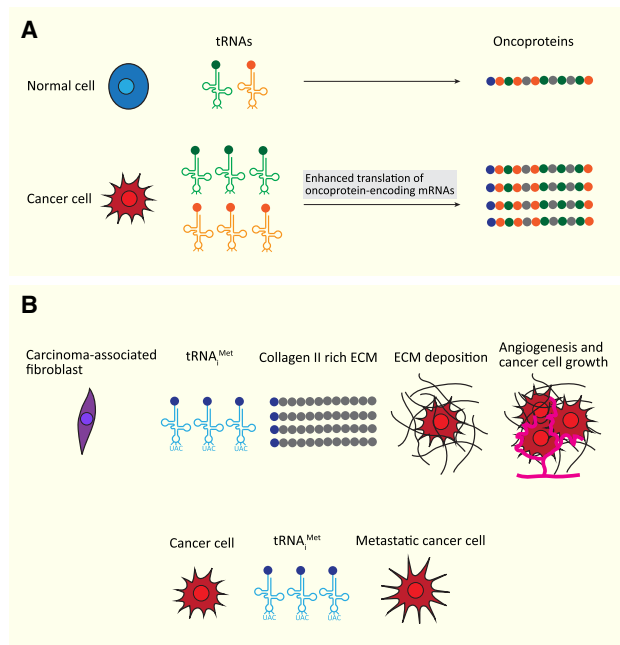 A
tRNAs
Oncoproteins
Normal cell
Cancer cell
Enhanced translation of
oncoprotein-encoding mRNAs
B
Carcinoma-associated
fibroblast
tRNAiMet
Collagen II rich ECM
ECM deposition
Angiogenesis and
cancer cell growth
UAC UAC UAC
Cancer cell
tRNAiMet
Metastatic cancer cell
UAC UAC UAC